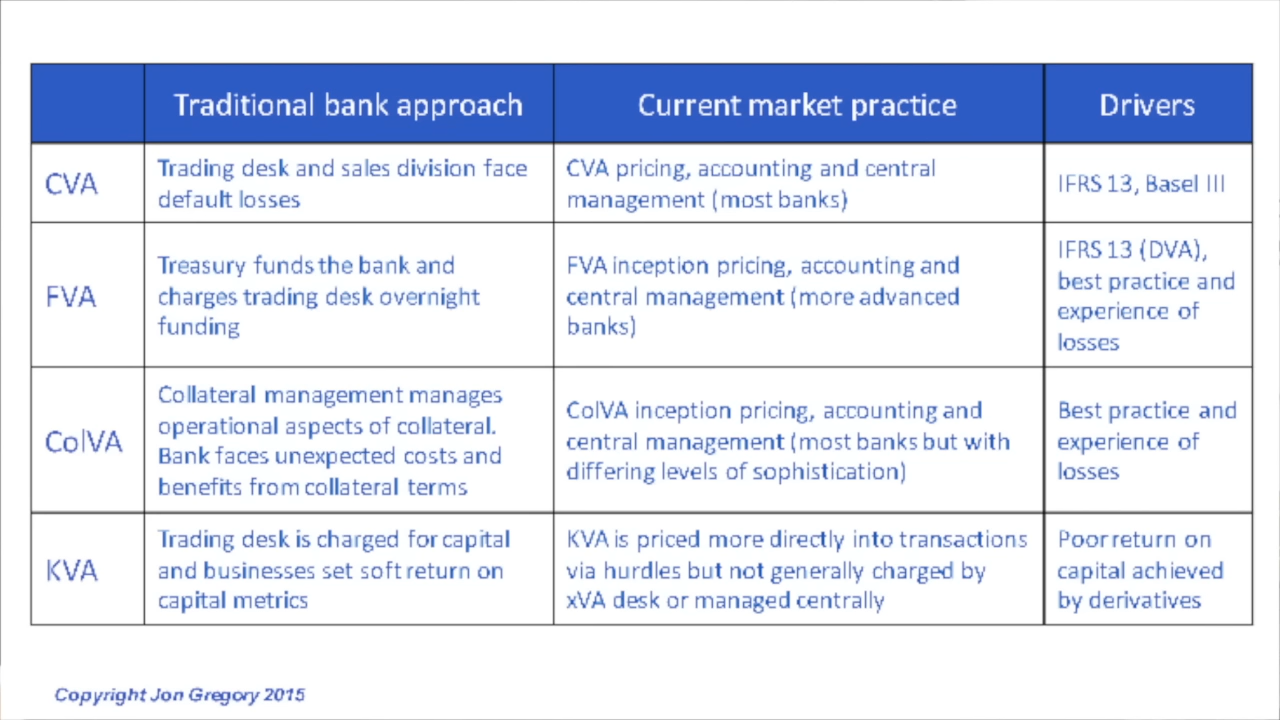 Traditional bank approach
Current market practice
Drivers
CVA
Trading desk and sales division face
default losses
CVA pricing, accounting and central
management (most banks)
IFRS 13, Basel III
FVA
Treasury funds the bank and
charges trading desk overnight
funding
FVA inception pricing, accounting and
central management (more advanced
banks)
IFRS 13 (DVA),
best practice and
experience of
losses
ColVA
Collateral management manages
operational aspects of collateral.
Bank faces unexpected costs and
benefits from collateral terms
ColVA inception pricing, accounting and
central management (most banks but with
differing levels of sophistication)
Best practice and
experience of
losses
KVA
Trading desk is charged for capital
and businesses set soft return on
capital metrics
KVA is priced more directly into transactions
via hurdles but not generally charged by
xVA desk or managed centrally
Poor return on
capital achieved
by derivatives
Copyright Jon Gregory 2015